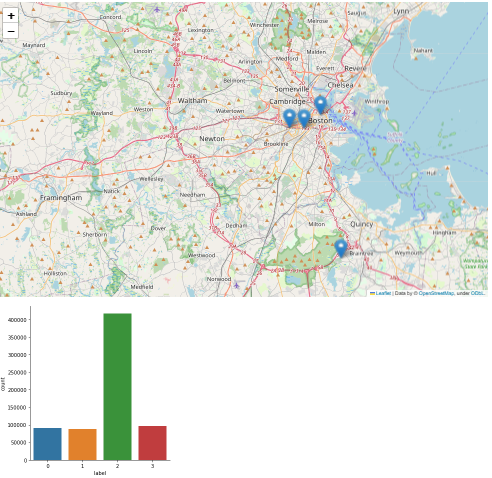 +
−
Concord
Lexington
Winchester
Melrose
Saugus
Lynn
Maynard
Lincoln
Arlington
Medford
Malden
Nahant
Everett
Revere
Belmont
Somerville
Chelsea
Sudbury
Waltham
Cambridge
Winthrop
Weston
Watertown
Wayland
Boston
Newton
Brookline
Wellesley
Hull
Framingham
Natick
Needham
Ashland
Dedham
Milton
Quincy
Sherborn
Dover
Hingham
Westwood
Braintree
Weymouth
Holliston
Norwood
Medfield
Leaflet | Data by © OpenStreetMap, under ODbL.
400000
350000
300000
250000
200000
150000
100000
50000
0
count
0 1 2 3
label